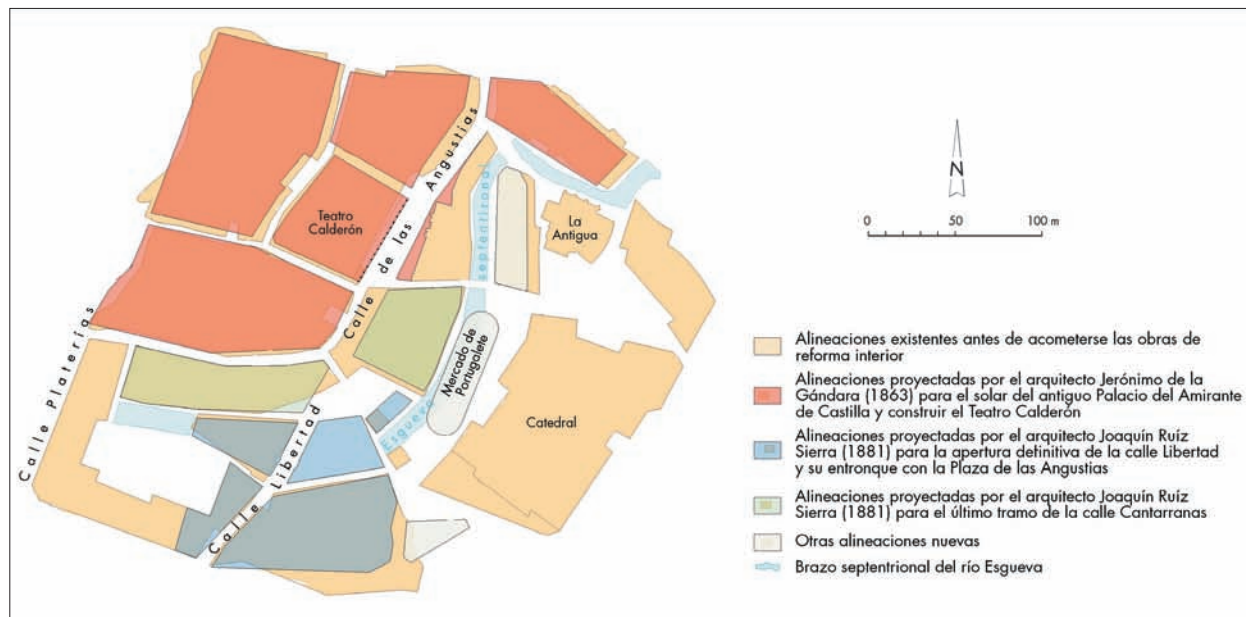 Calle de las Angustias
Teatro
Calderón
septentrional
La
Antigua
Calle Platerías
Mercado de
Portugalete
Esgueva
Catedral
Calle Libertad
N
0 50 100 m
Alineaciones existentes antes de acometerse las obras de
reforma interior
Alineaciones proyectadas por el arquitecto Jerónimo de la
Gándara (1863) para el solar del antiguo Palacio del Amirante
de Castilla y construir el Teatro Calderón
Alineaciones proyectadas por el arquitecto Joaquín Ruíz
Sierra (1881) para la apertura definitiva de la calle Libertad
y su entronque con la Plaza de las Angustias
Alineaciones proyectadas por el arquitecto Joaquín Ruíz
Sierra (1881) para el último tramo de la calle Cantarranas
Otras alineaciones nuevas
Brazo septentrional del río Esgueva